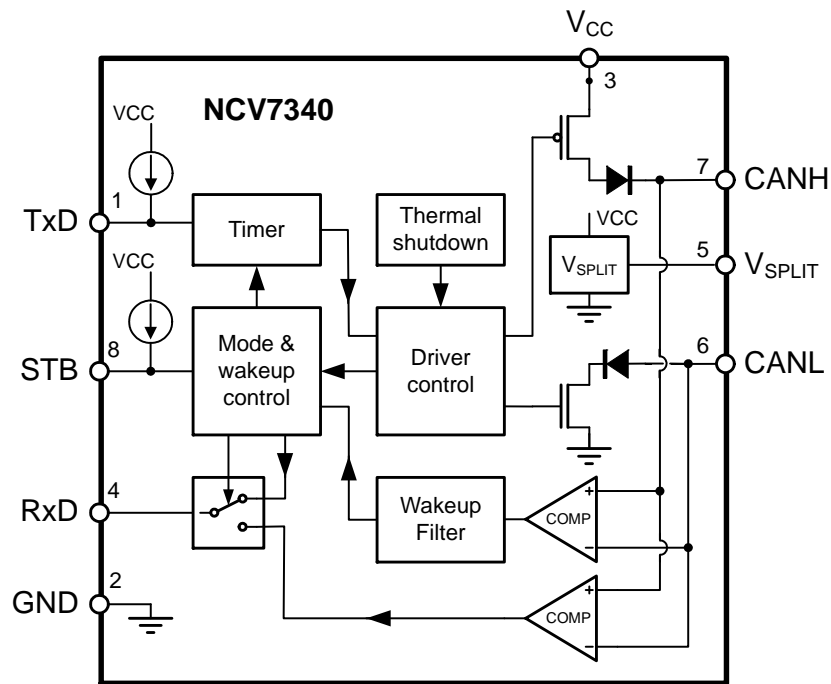 VCC
3
NCV7340
VCC
7
CANH
1
TxD
Timer
Thermal
shutdown
VCC
VSPLIT
5
VSPLIT
VCC
8
STB
Mode &
wakeup
control
Driver
control
6
CANL
4
RxD
Wakeup
Filter
+
COMP
−
2
GND
+
COMP
−